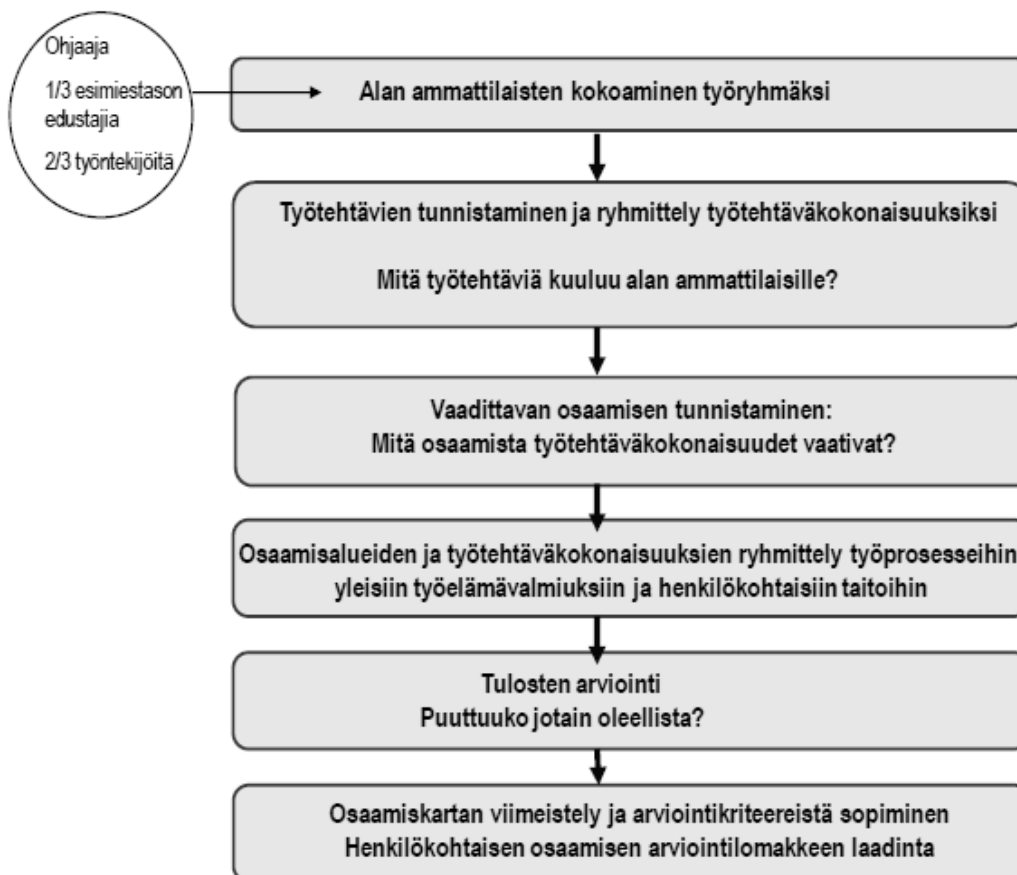 Ohjaaja
1/3 esimiestason
edustajia
2/3 työntekijöitä
Alan ammattilaisten kokoaminen työryhmäksi
Työtehtävien tunnistaminen ja ryhmittely työtehtäväkokonaisuuksiksi
Mitä työtehtäviä kuuluu alan ammattilaisille?
Vaadittavan osaamisen tunnistaminen:
Mitä osaamista työtehtäväkokonaisuudet vaativat?
Osaamisalueiden ja työtehtäväkokonaisuuksien ryhmittely työprosesseihin
yleisiin työelämävalmiuksiin ja henkilökohtaisiin taitoihin
Tulosten arviointi
Puuttuuko jotain oleellista?
Osaamiskartan viimeistely ja arviointikriteereistä sopiminen
Henkilökohtaisen osaamisen arviointilomakkeen laadinta